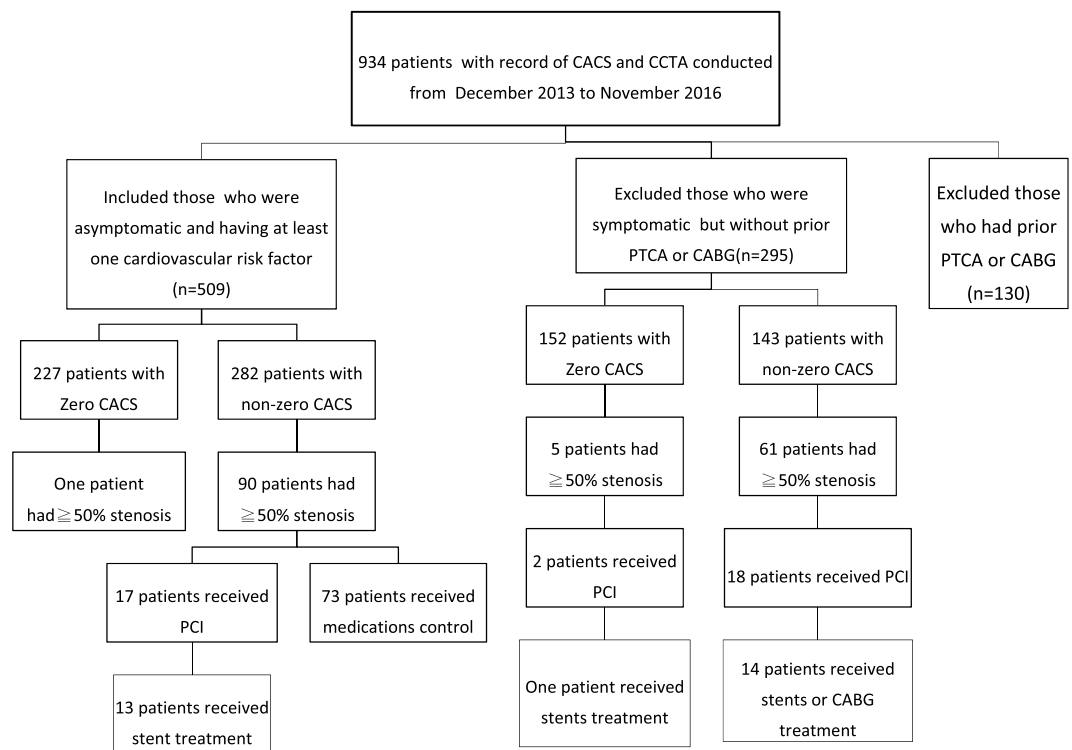 934 patients with record of CACS and CCTA conducted
from December 2013 to November 2016
Included those who were
asymptomatic and having at least
one cardiovascular risk factor
(n=509)
Excluded those who were
symptomatic but without prior
PTCA or CABG(n=295)
Excluded those
who had prior
PTCA or CABG
(n=130)
227 patients with
Zero CACS
282 patients with
non-zero CACS
152 patients with
Zero CACS
143 patients with
non-zero CACS
One patient
had≧50% stenosis
90 patients had
≧50% stenosis
5 patients had
≧50% stenosis
61 patients had
≧50% stenosis
17 patients received
PCI
73 patients received
medications control
2 patients received
PCI
18 patients received PCI
13 patients received
stent treatment
One patient received
stents treatment
14 patients received
stents or CABG
treatment